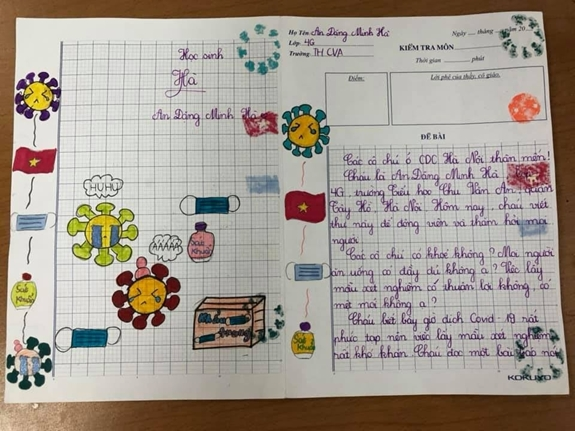 Học sinh
Hà
An Đặng Minh Hà
HUHU
AAAAA
Sát
Khuẩn
Sát
Khuẩn
Khẩu
trang
Họ Tên: An Đặng Minh Hà
Lớp: 4G
Trường: TH CVA
Ngày .... tháng .... năm 20....
KIỂM TRA MÔN
Thời gian phút
Điểm:
Lời phê của thầy, cô giáo.
ĐỀ BÀI
Các cô chú ở CDC Hà Nội thân mến!
Cháu là An Đặng Minh Hà
4G, trường Tiểu học Chu Văn An, quận
Tây Hồ, Hà Nội. Hôm nay, cháu viết
thư này để động viên và thăm hỏi mọi
người.
Các cô chú có khoẻ không? Mọi người
ăn uống có đầy đủ không ạ? Việc lấy
mẫu xét nghiệm có thuận lợi không, có
mệt mỏi không ạ?
Cháu biết bây giờ dịch Covid-19 rất
phức tạp nên việc lấy mẫu xét nghiệm
rất khó khăn. Cháu đọc một bài báo nói
Sát
Khuẩn
KOKUYO